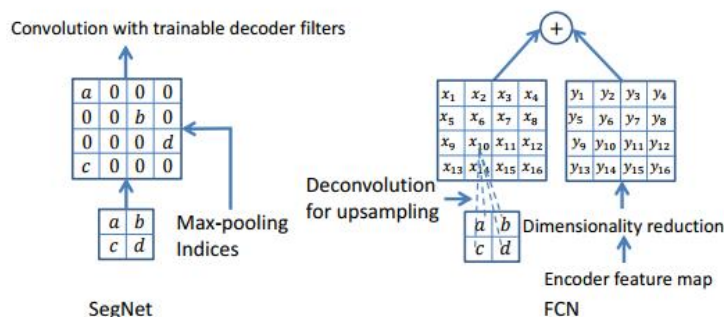 Convolution with trainable decoder filters
a 0 0 0
0 0 b 0
0 0 0 d
c 0 0 0
a b
c d
Max-pooling
Indices
SegNet
+
x₁ x₂ x₃ x₄
x₅ x₆ x₇ x₈
x₉ x₁₀ x₁₁ x₁₂
x₁₃ x₁₄ x₁₅ x₁₆
y₁ y₂ y₃ y₄
y₅ y₆ y₇ y₈
y₉ y₁₀ y₁₁ y₁₂
y₁₃ y₁₄ y₁₅ y₁₆
Deconvolution
for upsampling
a b
c d
Dimensionality reduction
Encoder feature map
FCN